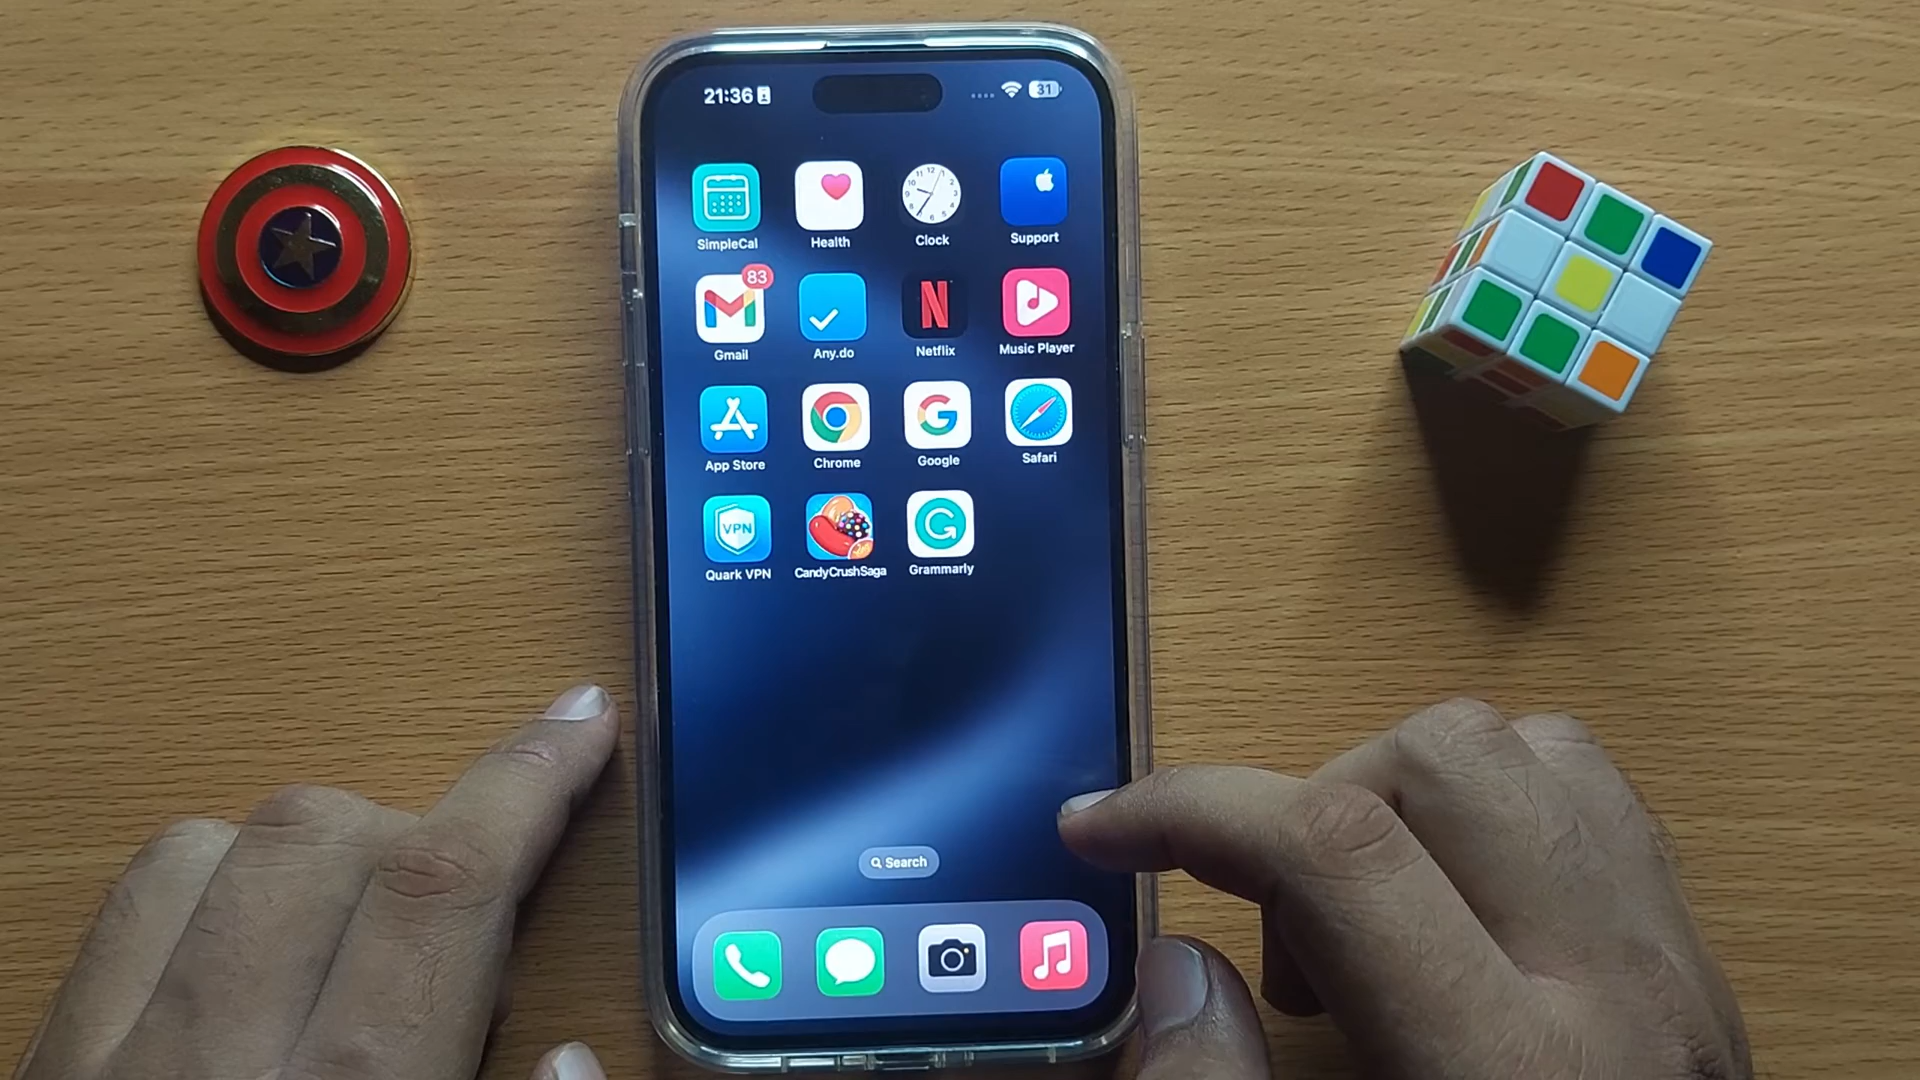 21:36
31
SimpleCal
Health
Clock
Support
83
Gmail
Any.do
Netflix
Music Player
App Store
Chrome
Google
Safari
VPN
Quark VPN
CandyCrushSaga
Grammarly
Search